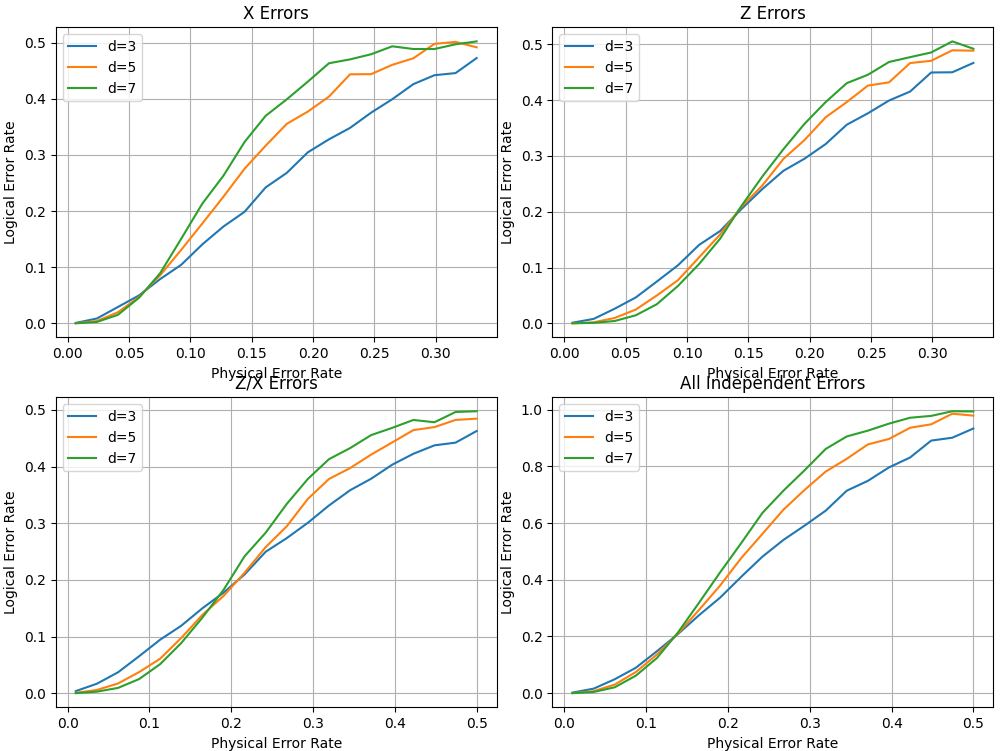 X Errors
Logical Error Rate
0.5
0.4
0.3
0.2
0.1
0.0
d=3
d=5
d=7
0.00 0.05 0.10 0.15 0.20 0.25 0.30
Physical Error Rate
Z Errors
Logical Error Rate
0.5
0.4
0.3
0.2
0.1
0.0
d=3
d=5
d=7
0.00 0.05 0.10 0.15 0.20 0.25 0.30
Physical Error Rate
Z/X Errors
Logical Error Rate
0.5
0.4
0.3
0.2
0.1
0.0
d=3
d=5
d=7
0.0 0.1 0.2 0.3 0.4 0.5
Physical Error Rate
All Independent Errors
Logical Error Rate
1.0
0.8
0.6
0.4
0.2
0.0
d=3
d=5
d=7
0.0 0.1 0.2 0.3 0.4 0.5
Physical Error Rate